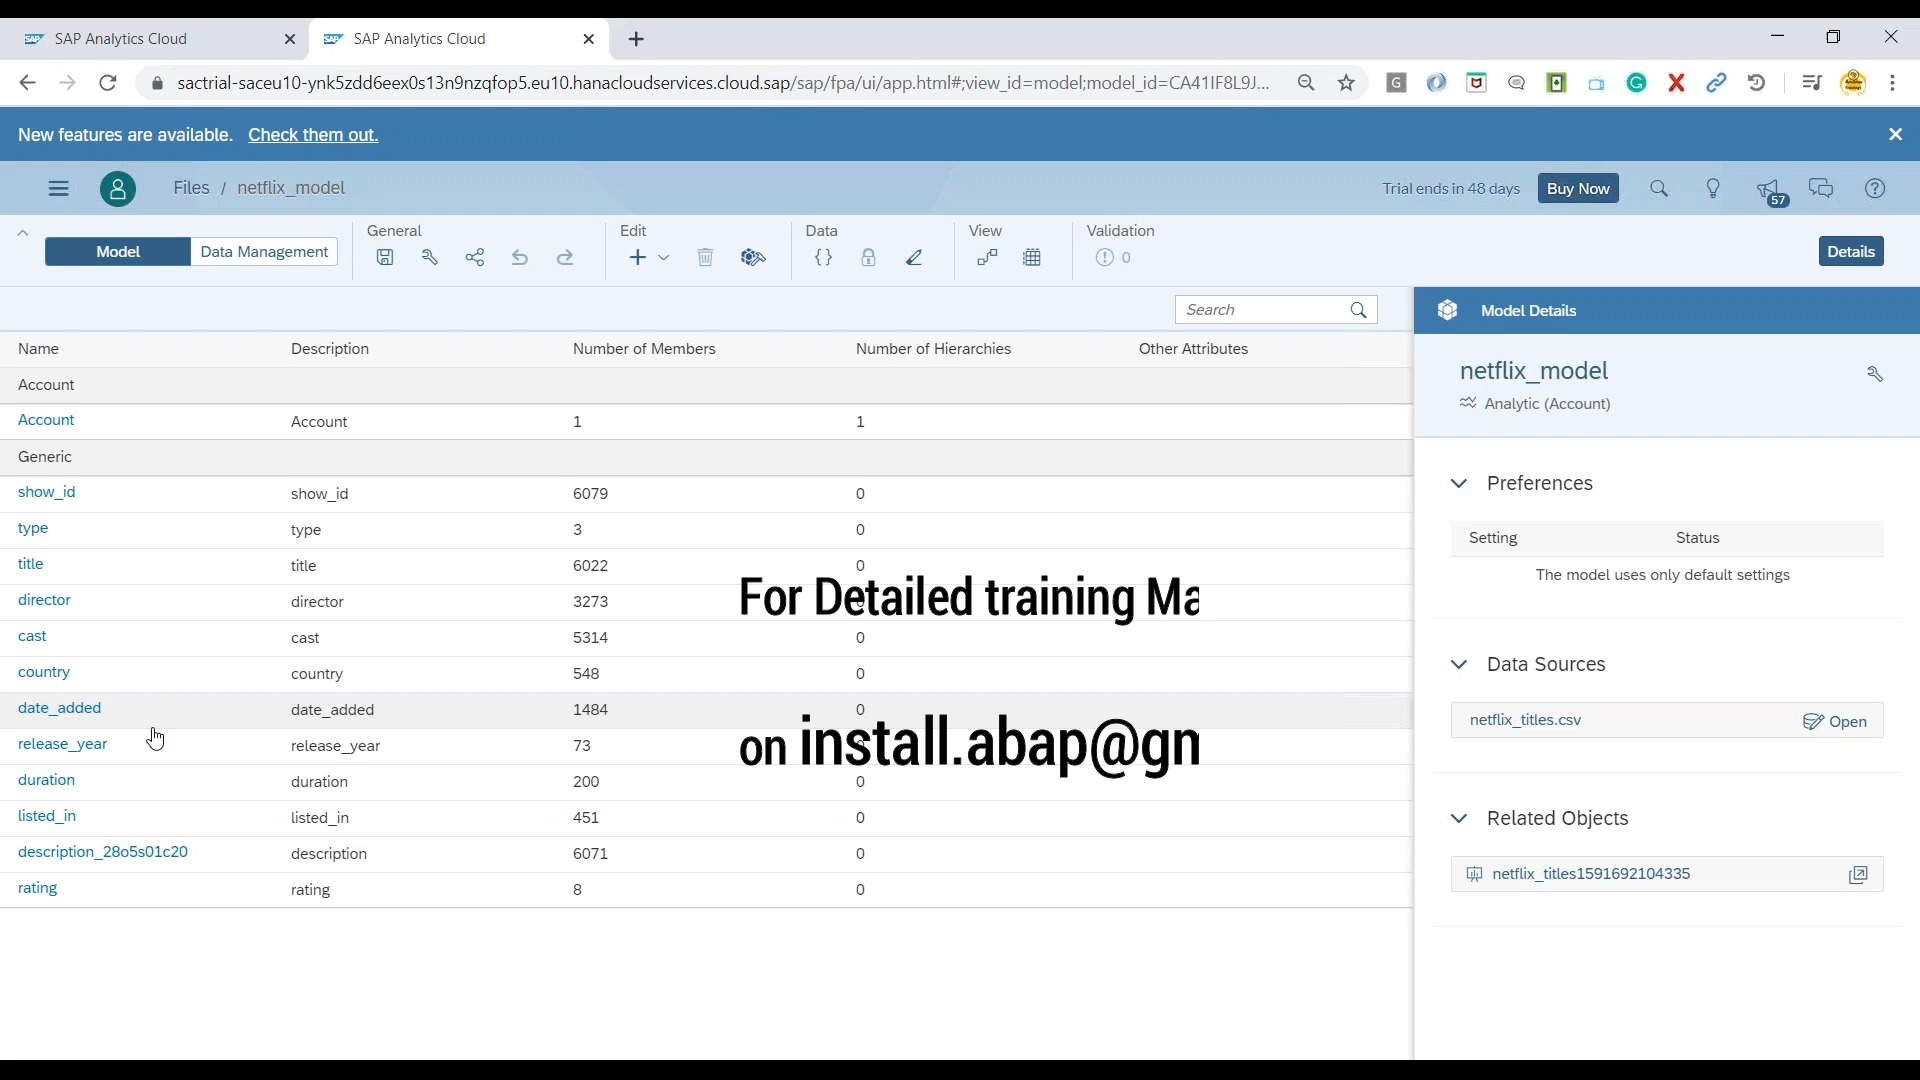 SAP Analytics Cloud
SAP Analytics Cloud
sactrial-saceu10-ynk5zdd6eex0s13n9nzqfop5.eu10.hanacloudservices.cloud.sap/sap/fpa/ui/app.html#;view_id=model;model_id=CA41IF8L9J...
New features are available. Check them out.
Files / netflix_model
Trial ends in 48 days Buy Now 57
Model Data Management
General Edit Data View Validation
0
Details
Search
Name Description Number of Members Number of Hierarchies Other Attributes
Account
Account Account 1 1
Generic
show_id show_id 6079 0
type type 3 0
title title 6022 0
director director 3273 0
cast cast 5314 0
country country 548 0
date_added date_added 1484 0
release_year release_year 73 0
duration duration 200 0
listed_in listed_in 451 0
description_28o5s01c20 description 6071 0
rating rating 8 0
For Detailed training Ma
on install.abap@gm
Model Details
netflix_model
Analytic (Account)
Preferences
Setting Status
The model uses only default settings
Data Sources
netflix_titles.csv Open
Related Objects
netflix_titles1591692104335